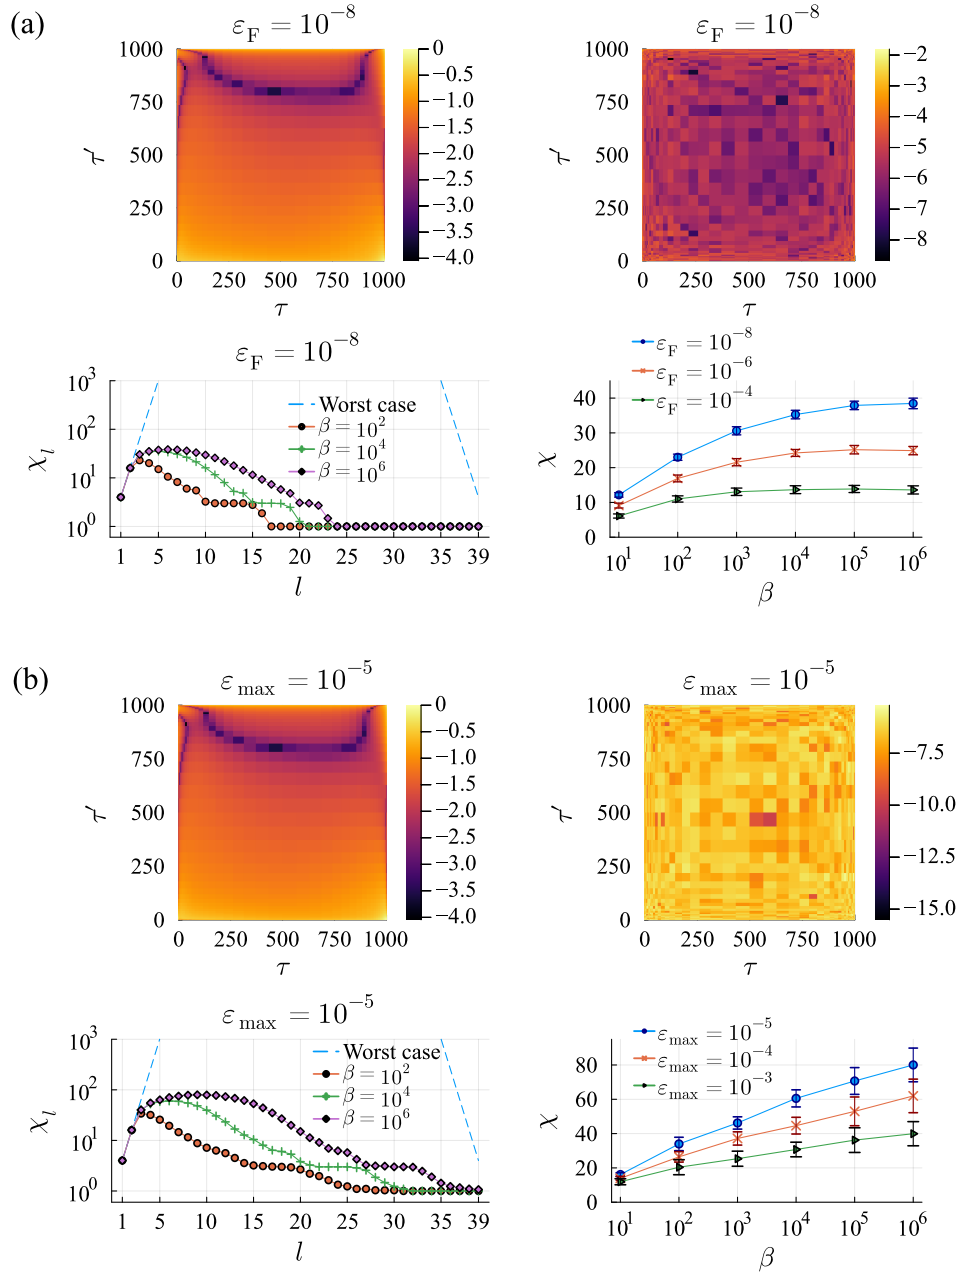 (a)
ε_F = 10^−8
1000
750
500
250
0
τ′
0 250 500 750 1000
τ
0
−0.5
−1.0
−1.5
−2.0
−2.5
−3.0
−3.5
−4.0
ε_F = 10^−8
1000
750
500
250
0
τ′
0 250 500 750 1000
τ
−2
−3
−4
−5
−6
−7
−8
ε_F = 10^−8
10^3
10^2
10^1
10^0
χ_l
Worst case
β = 10^2
β = 10^4
β = 10^6
1 5 10 15 20 25 30 35 39
l
ε_F = 10^−8
ε_F = 10^−6
ε_F = 10^−4
40
30
20
10
0
χ
10^1 10^2 10^3 10^4 10^5 10^6
β
(b)
ε_max = 10^−5
1000
750
500
250
0
τ′
0 250 500 750 1000
τ
0
−0.5
−1.0
−1.5
−2.0
−2.5
−3.0
−3.5
−4.0
ε_max = 10^−5
1000
750
500
250
0
τ′
0 250 500 750 1000
τ
−7.5
−10.0
−12.5
−15.0
ε_max = 10^−5
10^3
10^2
10^1
10^0
χ_l
Worst case
β = 10^2
β = 10^4
β = 10^6
1 5 10 15 20 25 30 35 39
l
ε_max = 10^−5
ε_max = 10^−4
ε_max = 10^−3
80
60
40
20
0
χ
10^1 10^2 10^3 10^4 10^5 10^6
β